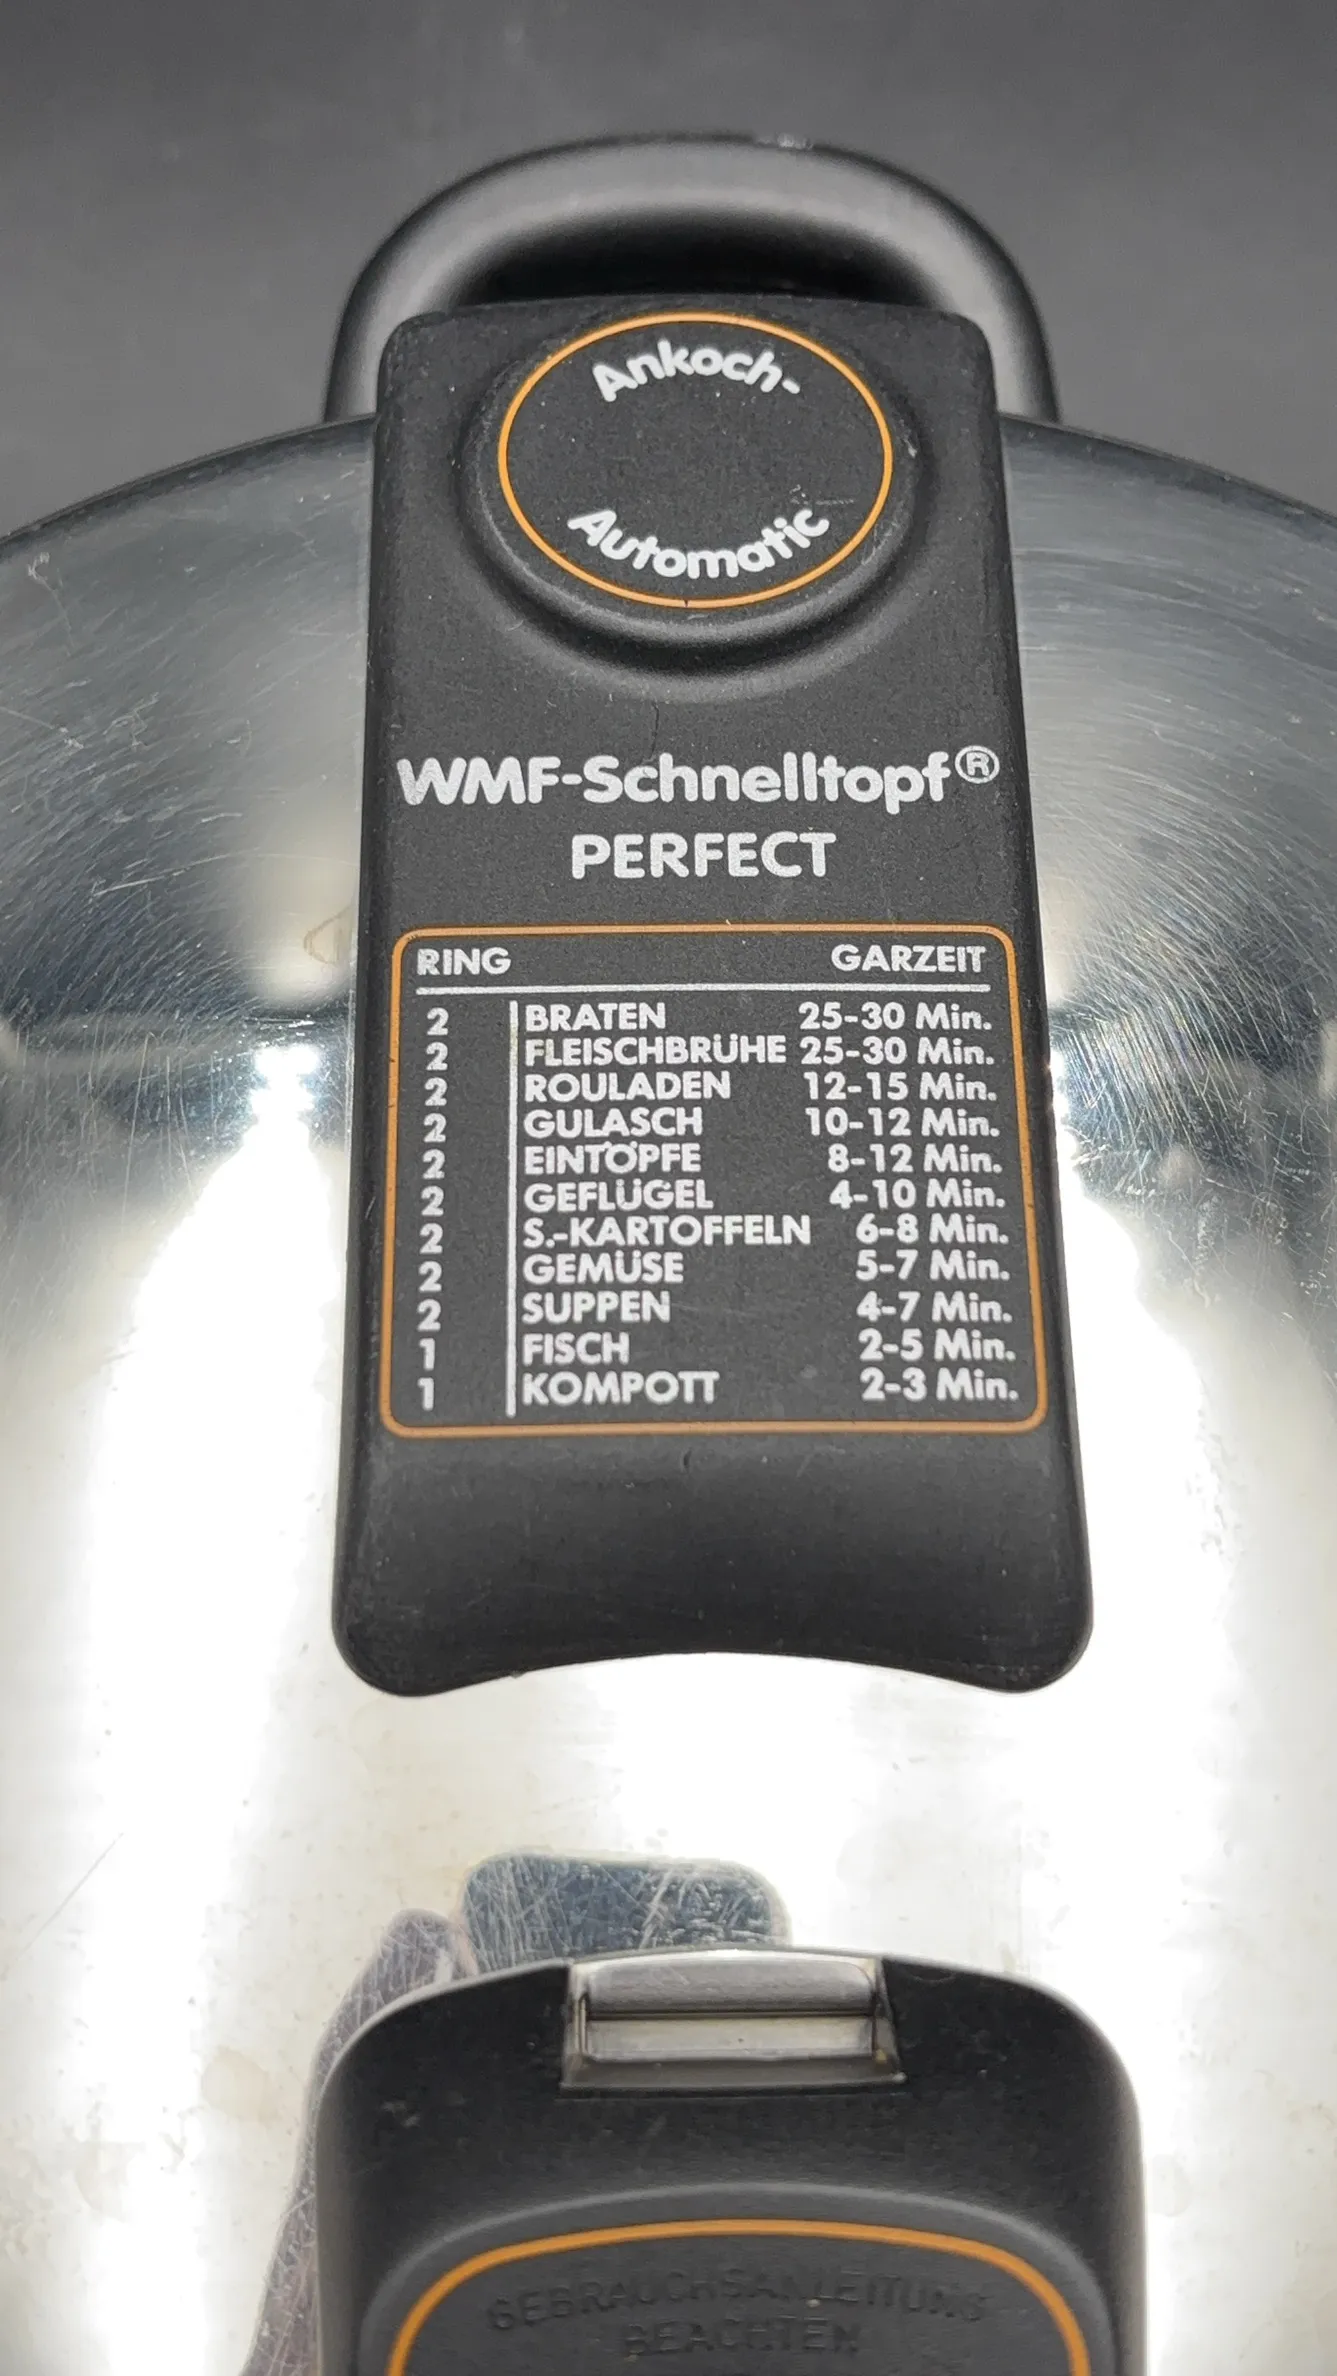 Ankoch-
Automatic
WMF-Schnelltopf®
PERFECT
RING GARZEIT
2 BRATEN 25-30 Min.
2 FLEISCHBRÜHE 25-30 Min.
2 ROULADEN 12-15 Min.
2 GULASCH 10-12 Min.
2 EINTÖPFE 8-12 Min.
2 GEFLÜGEL 4-10 Min.
2 S.-KARTOFFELN 6-8 Min.
2 GEMÜSE 5-7 Min.
2 SUPPEN 4-7 Min.
1 FISCH 2-5 Min.
1 KOMPOTT 2-3 Min.
GEBRAUCHSANLEITUNG
BEACHTEN